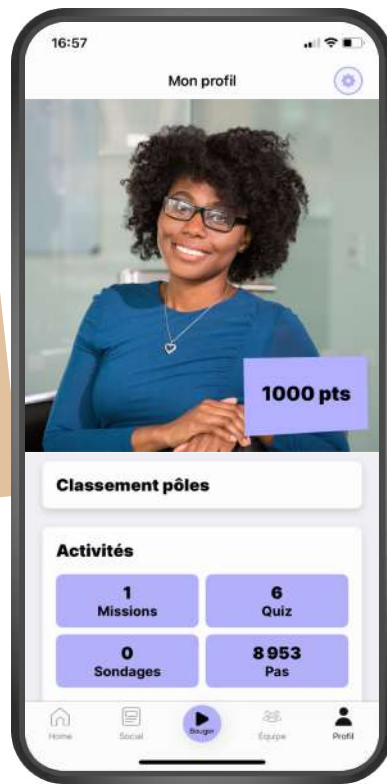 16:57
Mon profil
1000 pts
Classement pôles
Activités
1
Missions
6
Quiz
0
Sondages
8 953
Pas
Home
Social
Bouger
Équipe
Profil